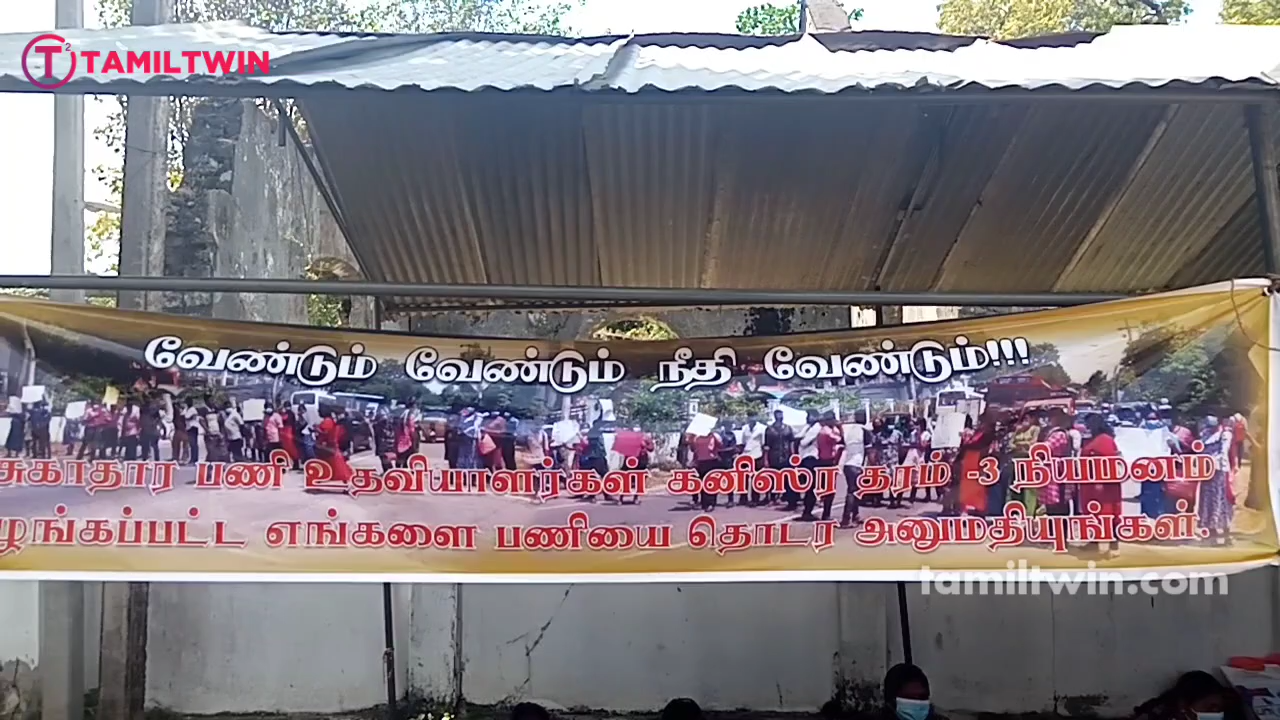 TAMILTWIN
வேண்டும் வேண்டும் நீதி வேண்டும்!!!
சுகாதார பணி உதவியாளர்கள் கனிஸ்ர தரம் -3 நியமனம்
ழங்கப்பட்ட எங்களை பணியை தொடர அனுமதியுங்கள்.
tamiltwin.com